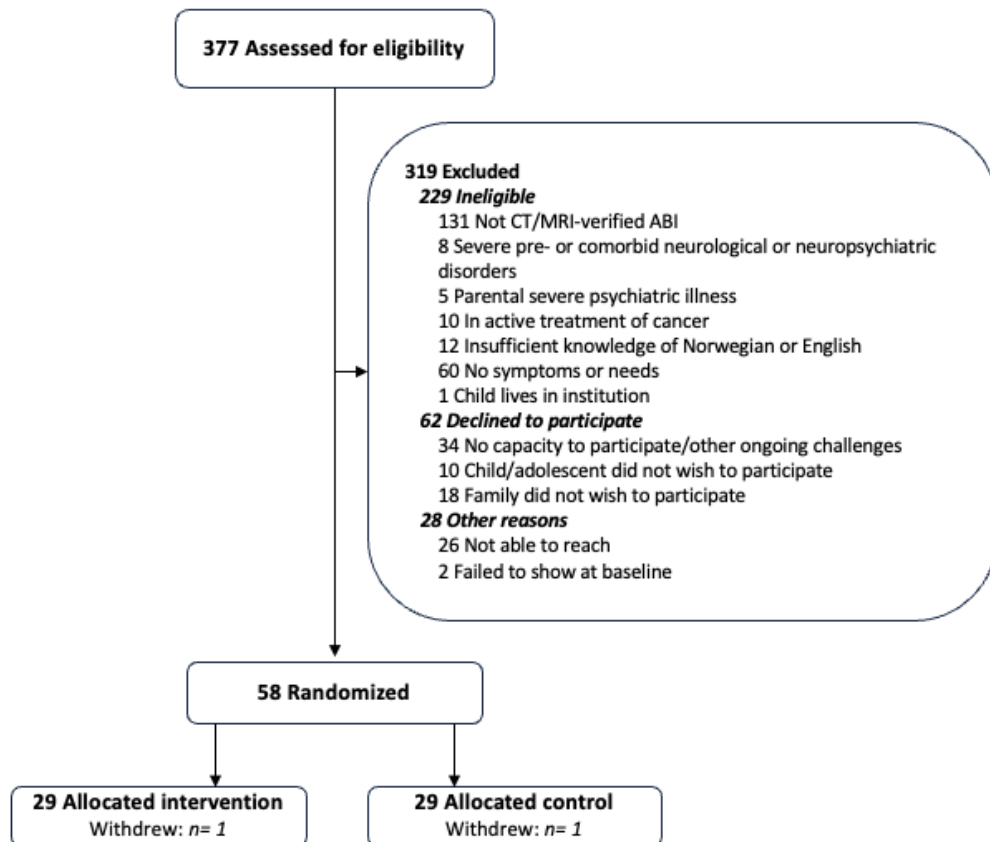 377 Assessed for eligibility
319 Excluded
229 Ineligible
131 Not CT/MRI-verified ABI
8 Severe pre- or comorbid neurological or neuropsychiatric
disorders
5 Parental severe psychiatric illness
10 In active treatment of cancer
12 Insufficient knowledge of Norwegian or English
60 No symptoms or needs
1 Child lives in institution
62 Declined to participate
34 No capacity to participate/other ongoing challenges
10 Child/adolescent did not wish to participate
18 Family did not wish to participate
28 Other reasons
26 Not able to reach
2 Failed to show at baseline
58 Randomized
29 Allocated intervention
Withdrew: n= 1
29 Allocated control
Withdrew: n= 1